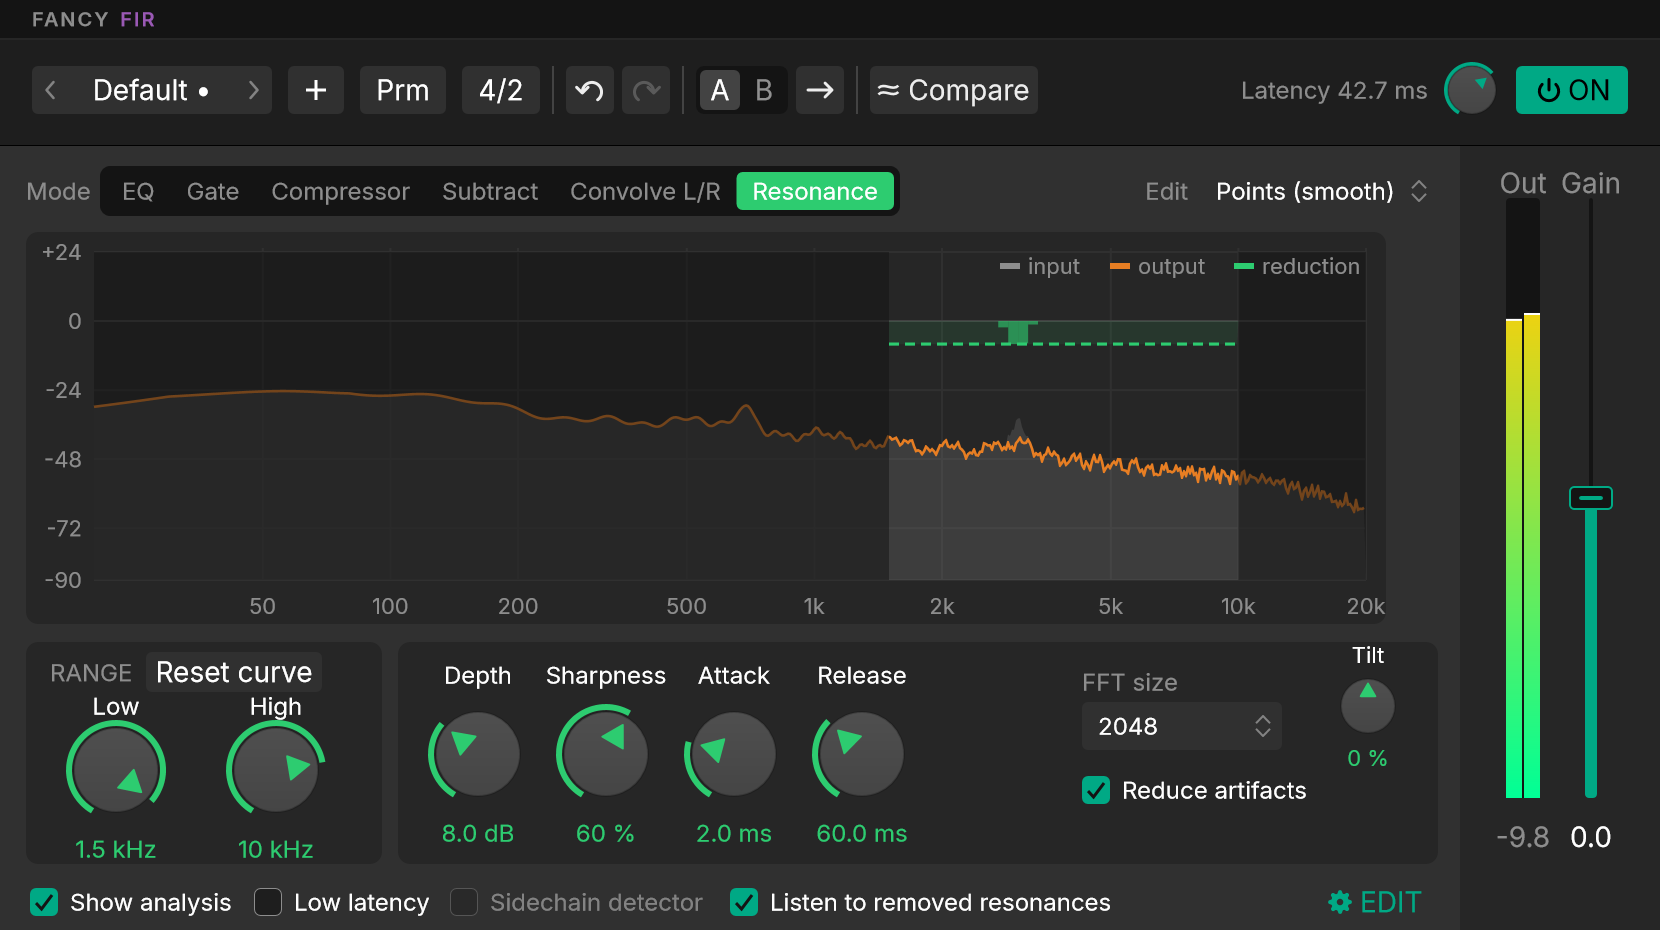 FANCY FIR
Default • + Prm 4/2 A B → ≈ Compare Latency 42.7 ms ON
Mode EQ Gate Compressor Subtract Convolve L/R Resonance Edit Points (smooth)
Out Gain
input output reduction
+24
0
-24
-48
-72
-90
50 100 200 500 1k 2k 5k 10k 20k
RANGE Reset curve
Low High
1.5 kHz 10 kHz
Depth Sharpness Attack Release
8.0 dB 60 % 2.0 ms 60.0 ms
FFT size
2048
Reduce artifacts
Tilt
0 %
-9.8 0.0
Show analysis Low latency Sidechain detector Listen to removed resonances EDIT